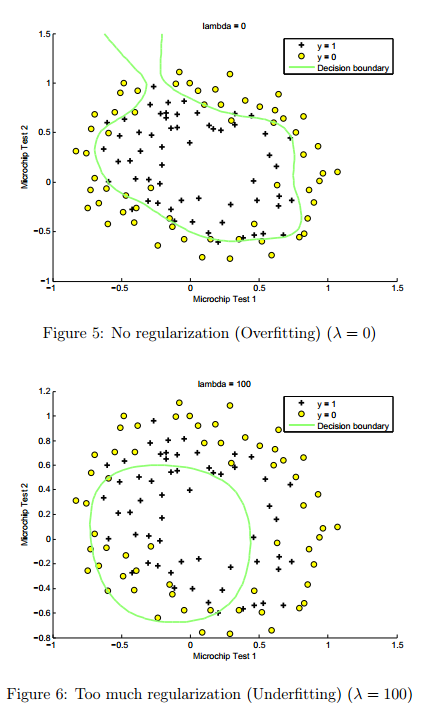 lambda = 0
1.5
1
0.5
0
−0.5
−1
Microchip Test 2
−1 −0.5 0 0.5 1 1.5
Microchip Test 1
y = 1
y = 0
Decision boundary
Figure 5: No regularization (Overfitting) (λ = 0)
lambda = 100
1.2
1
0.8
0.6
0.4
0.2
0
−0.2
−0.4
−0.6
−0.8
Microchip Test 2
−1 −0.5 0 0.5 1 1.5
Microchip Test 1
y = 1
y = 0
Decision boundary
Figure 6: Too much regularization (Underfitting) (λ = 100)